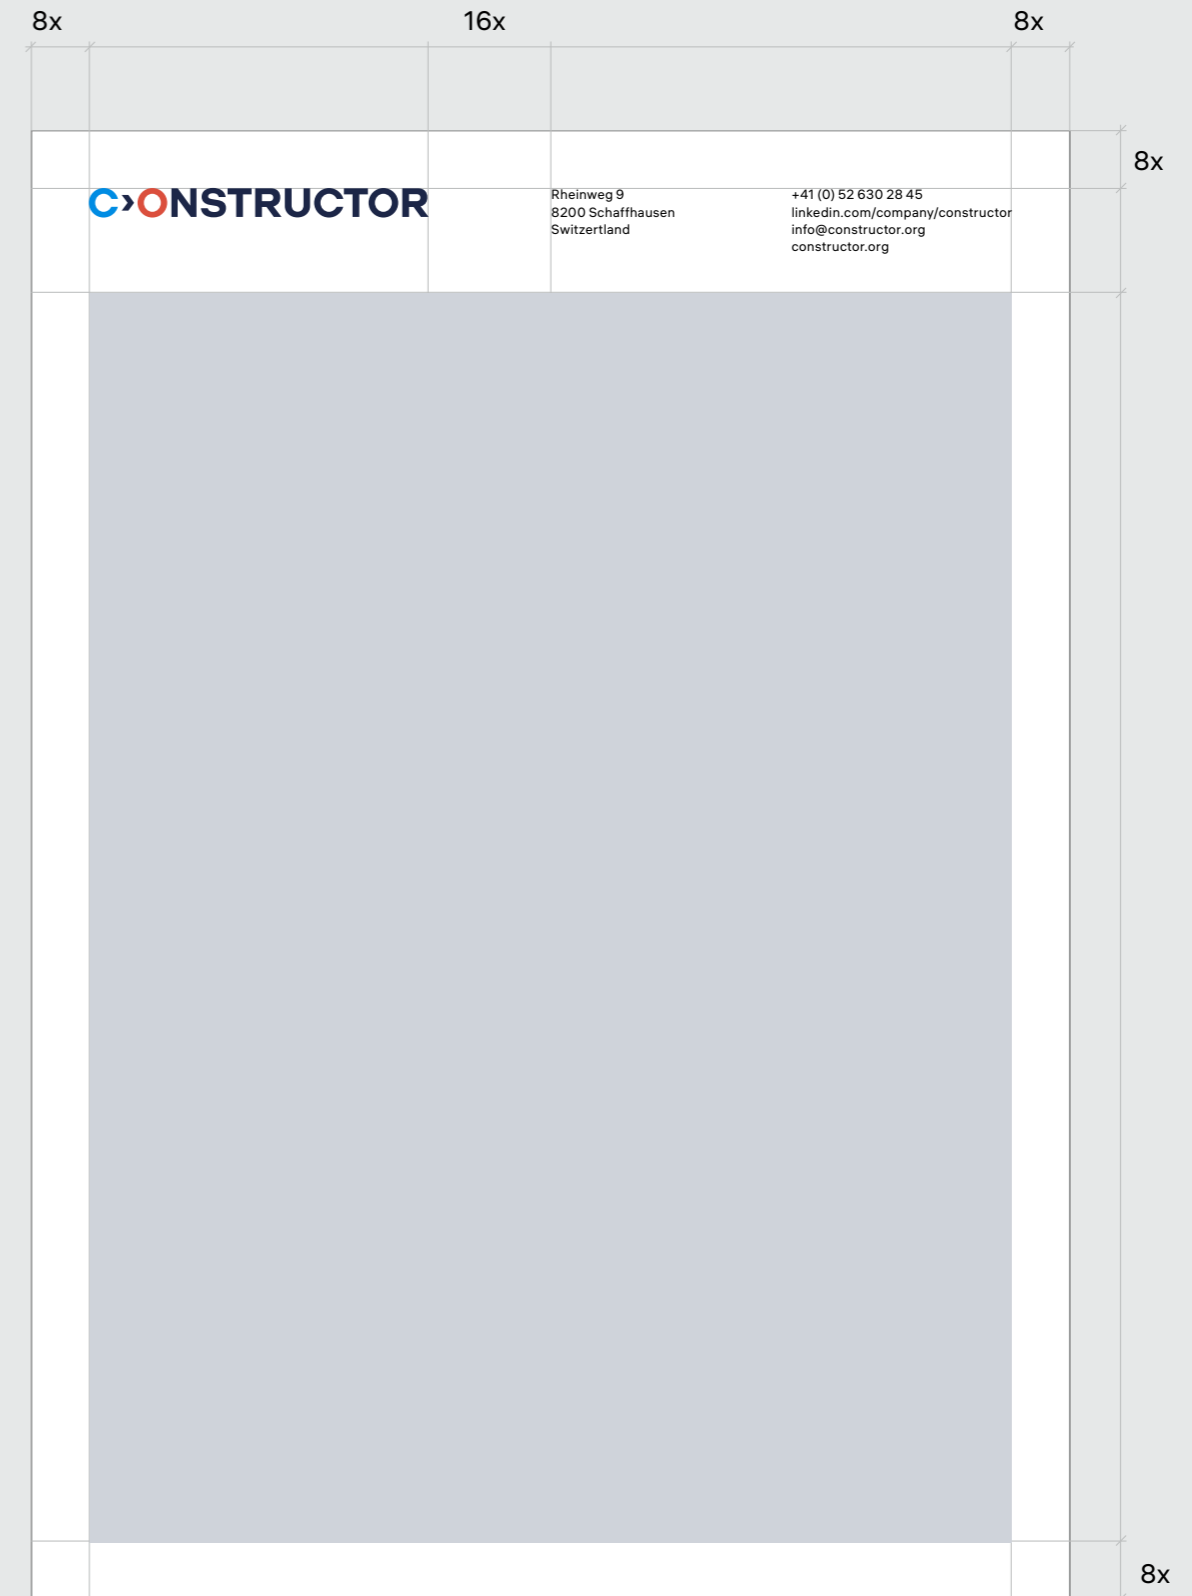 8x
16x
8x
8x
C›ONSTRUCTOR
Rheinweg 9
8200 Schaffhausen
Switzertland
+41 (0) 52 630 28 45
linkedin.com/company/constructor
info@constructor.org
constructor.org
8x